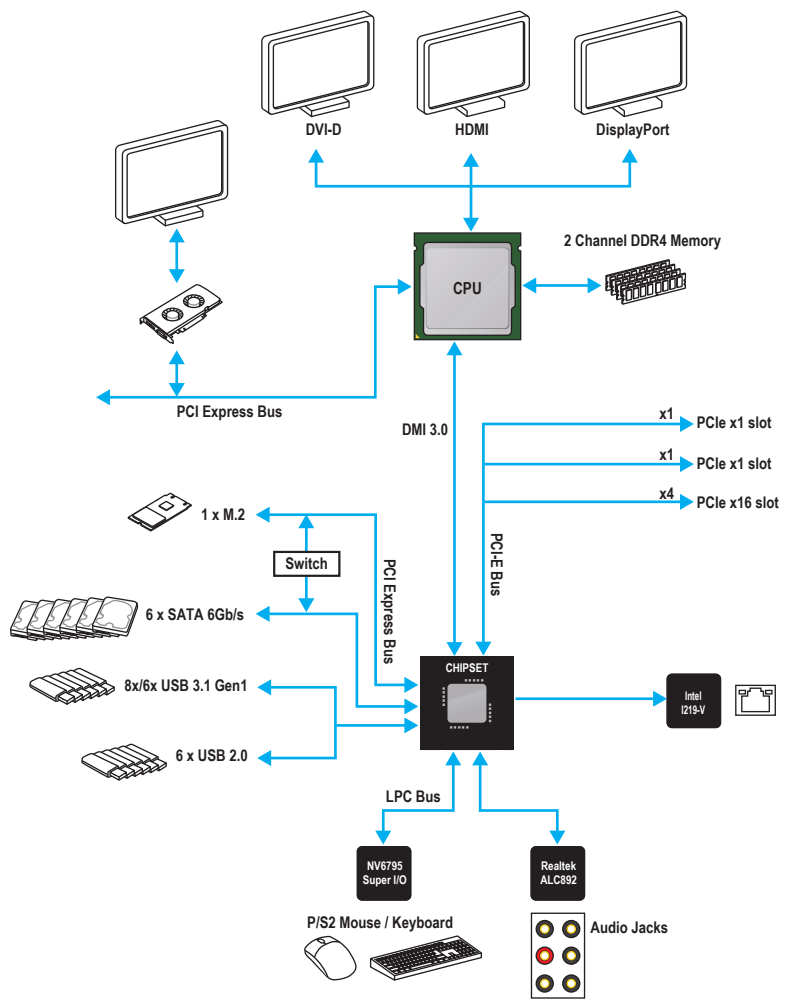 DVI-D
HDMI
DisplayPort
2 Channel DDR4 Memory
CPU
PCI Express Bus
DMI 3.0
x1
PCIe x1 slot
x1
PCIe x1 slot
x4
PCIe x16 slot
1 x M.2
Switch
PCI Express Bus
PCI-E Bus
6 x SATA 6Gb/s
CHIPSET
8x/6x USB 3.1 Gen1
Intel
I219-V
6 x USB 2.0
LPC Bus
NV6795
Super I/O
Realtek
ALC892
P/S2 Mouse / Keyboard
Audio Jacks